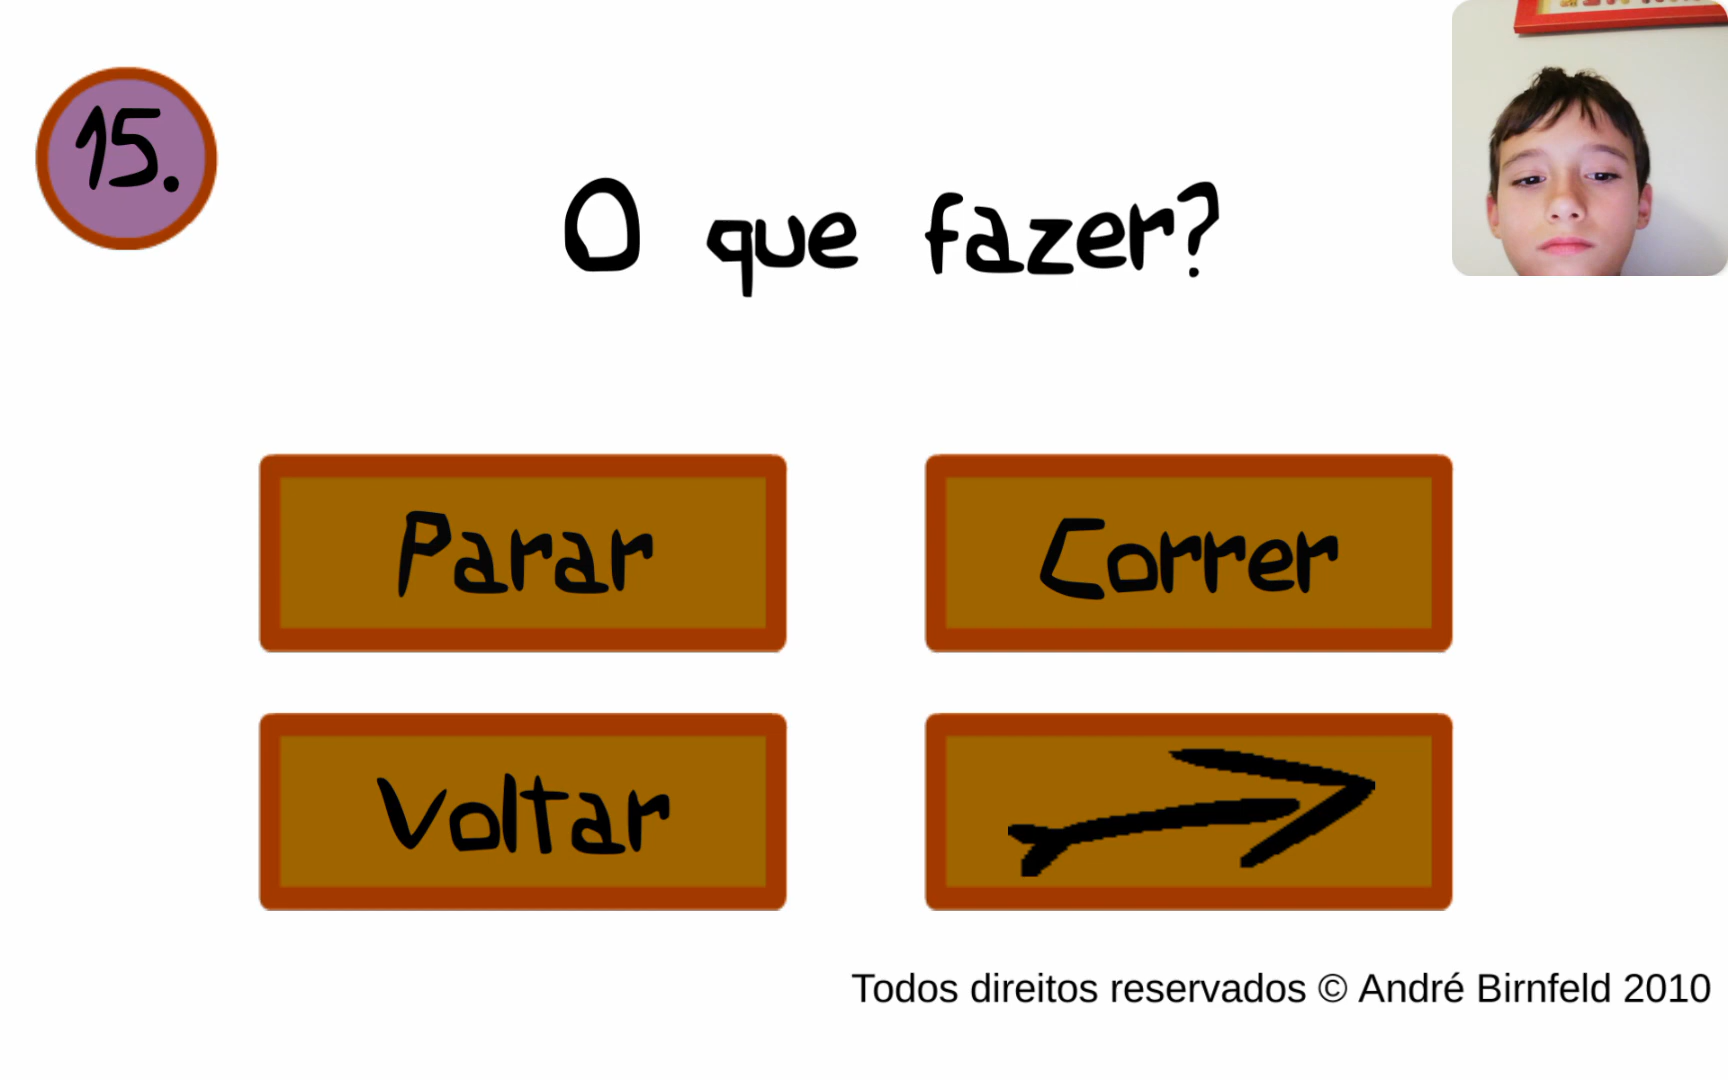 15.
O que fazer?
Parar
Correr
Voltar
Todos direitos reservados © André Birnfeld 2010